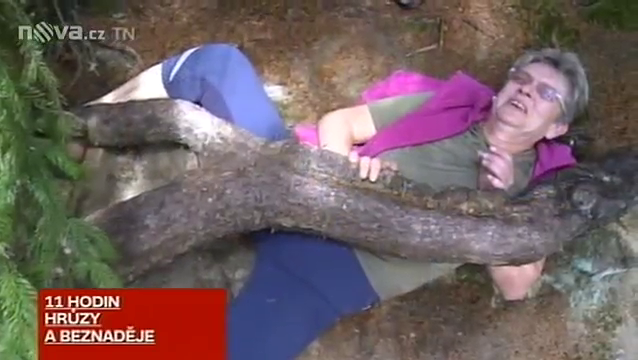 nova.cz TN
11 HODIN
HRŮZY
A BEZNADĚJE